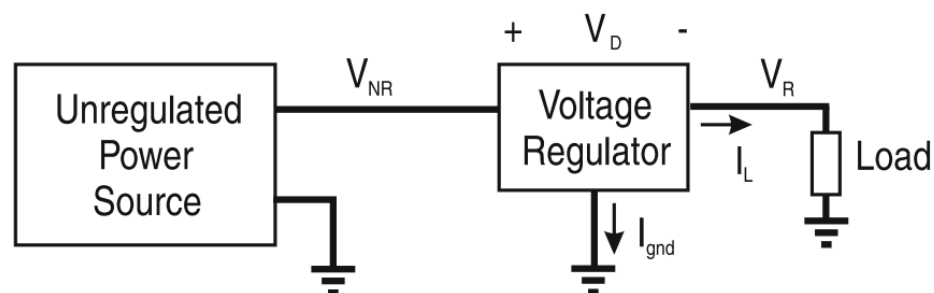 + V_D -
Unregulated
Power
Source
V_NR
Voltage
Regulator
V_R
I_L
Load
I_gnd